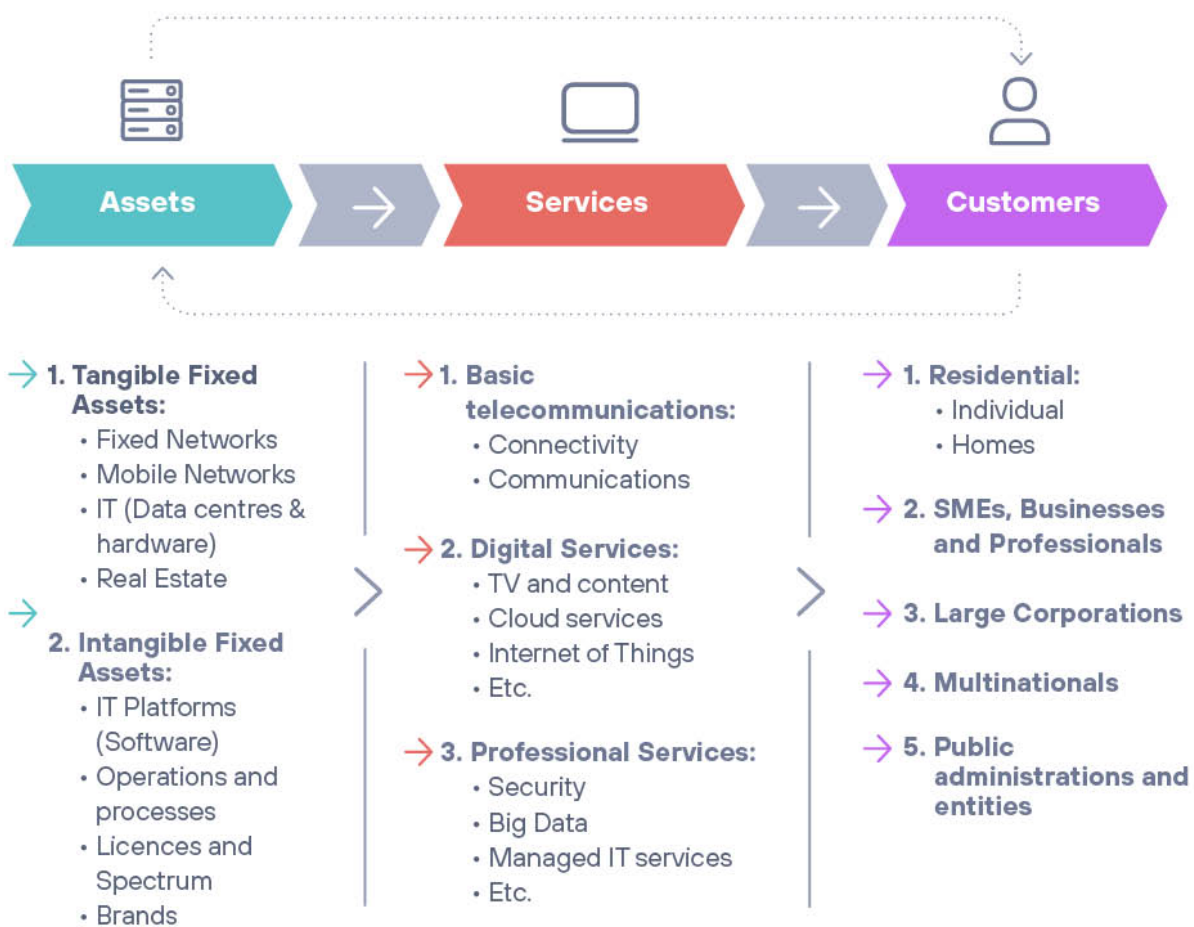 Assets
Services
Customers
1. Tangible Fixed
Assets:
• Fixed Networks
• Mobile Networks
• IT (Data centres &
hardware)
• Real Estate
2. Intangible Fixed
Assets:
• IT Platforms
(Software)
• Operations and
processes
• Licences and
Spectrum
• Brands
1. Basic
telecommunications:
• Connectivity
• Communications
2. Digital Services:
• TV and content
• Cloud services
• Internet of Things
• Etc.
3. Professional Services:
• Security
• Big Data
• Managed IT services
• Etc.
1. Residential:
• Individual
• Homes
2. SMEs, Businesses
and Professionals
3. Large Corporations
4. Multinationals
5. Public
administrations and
entities